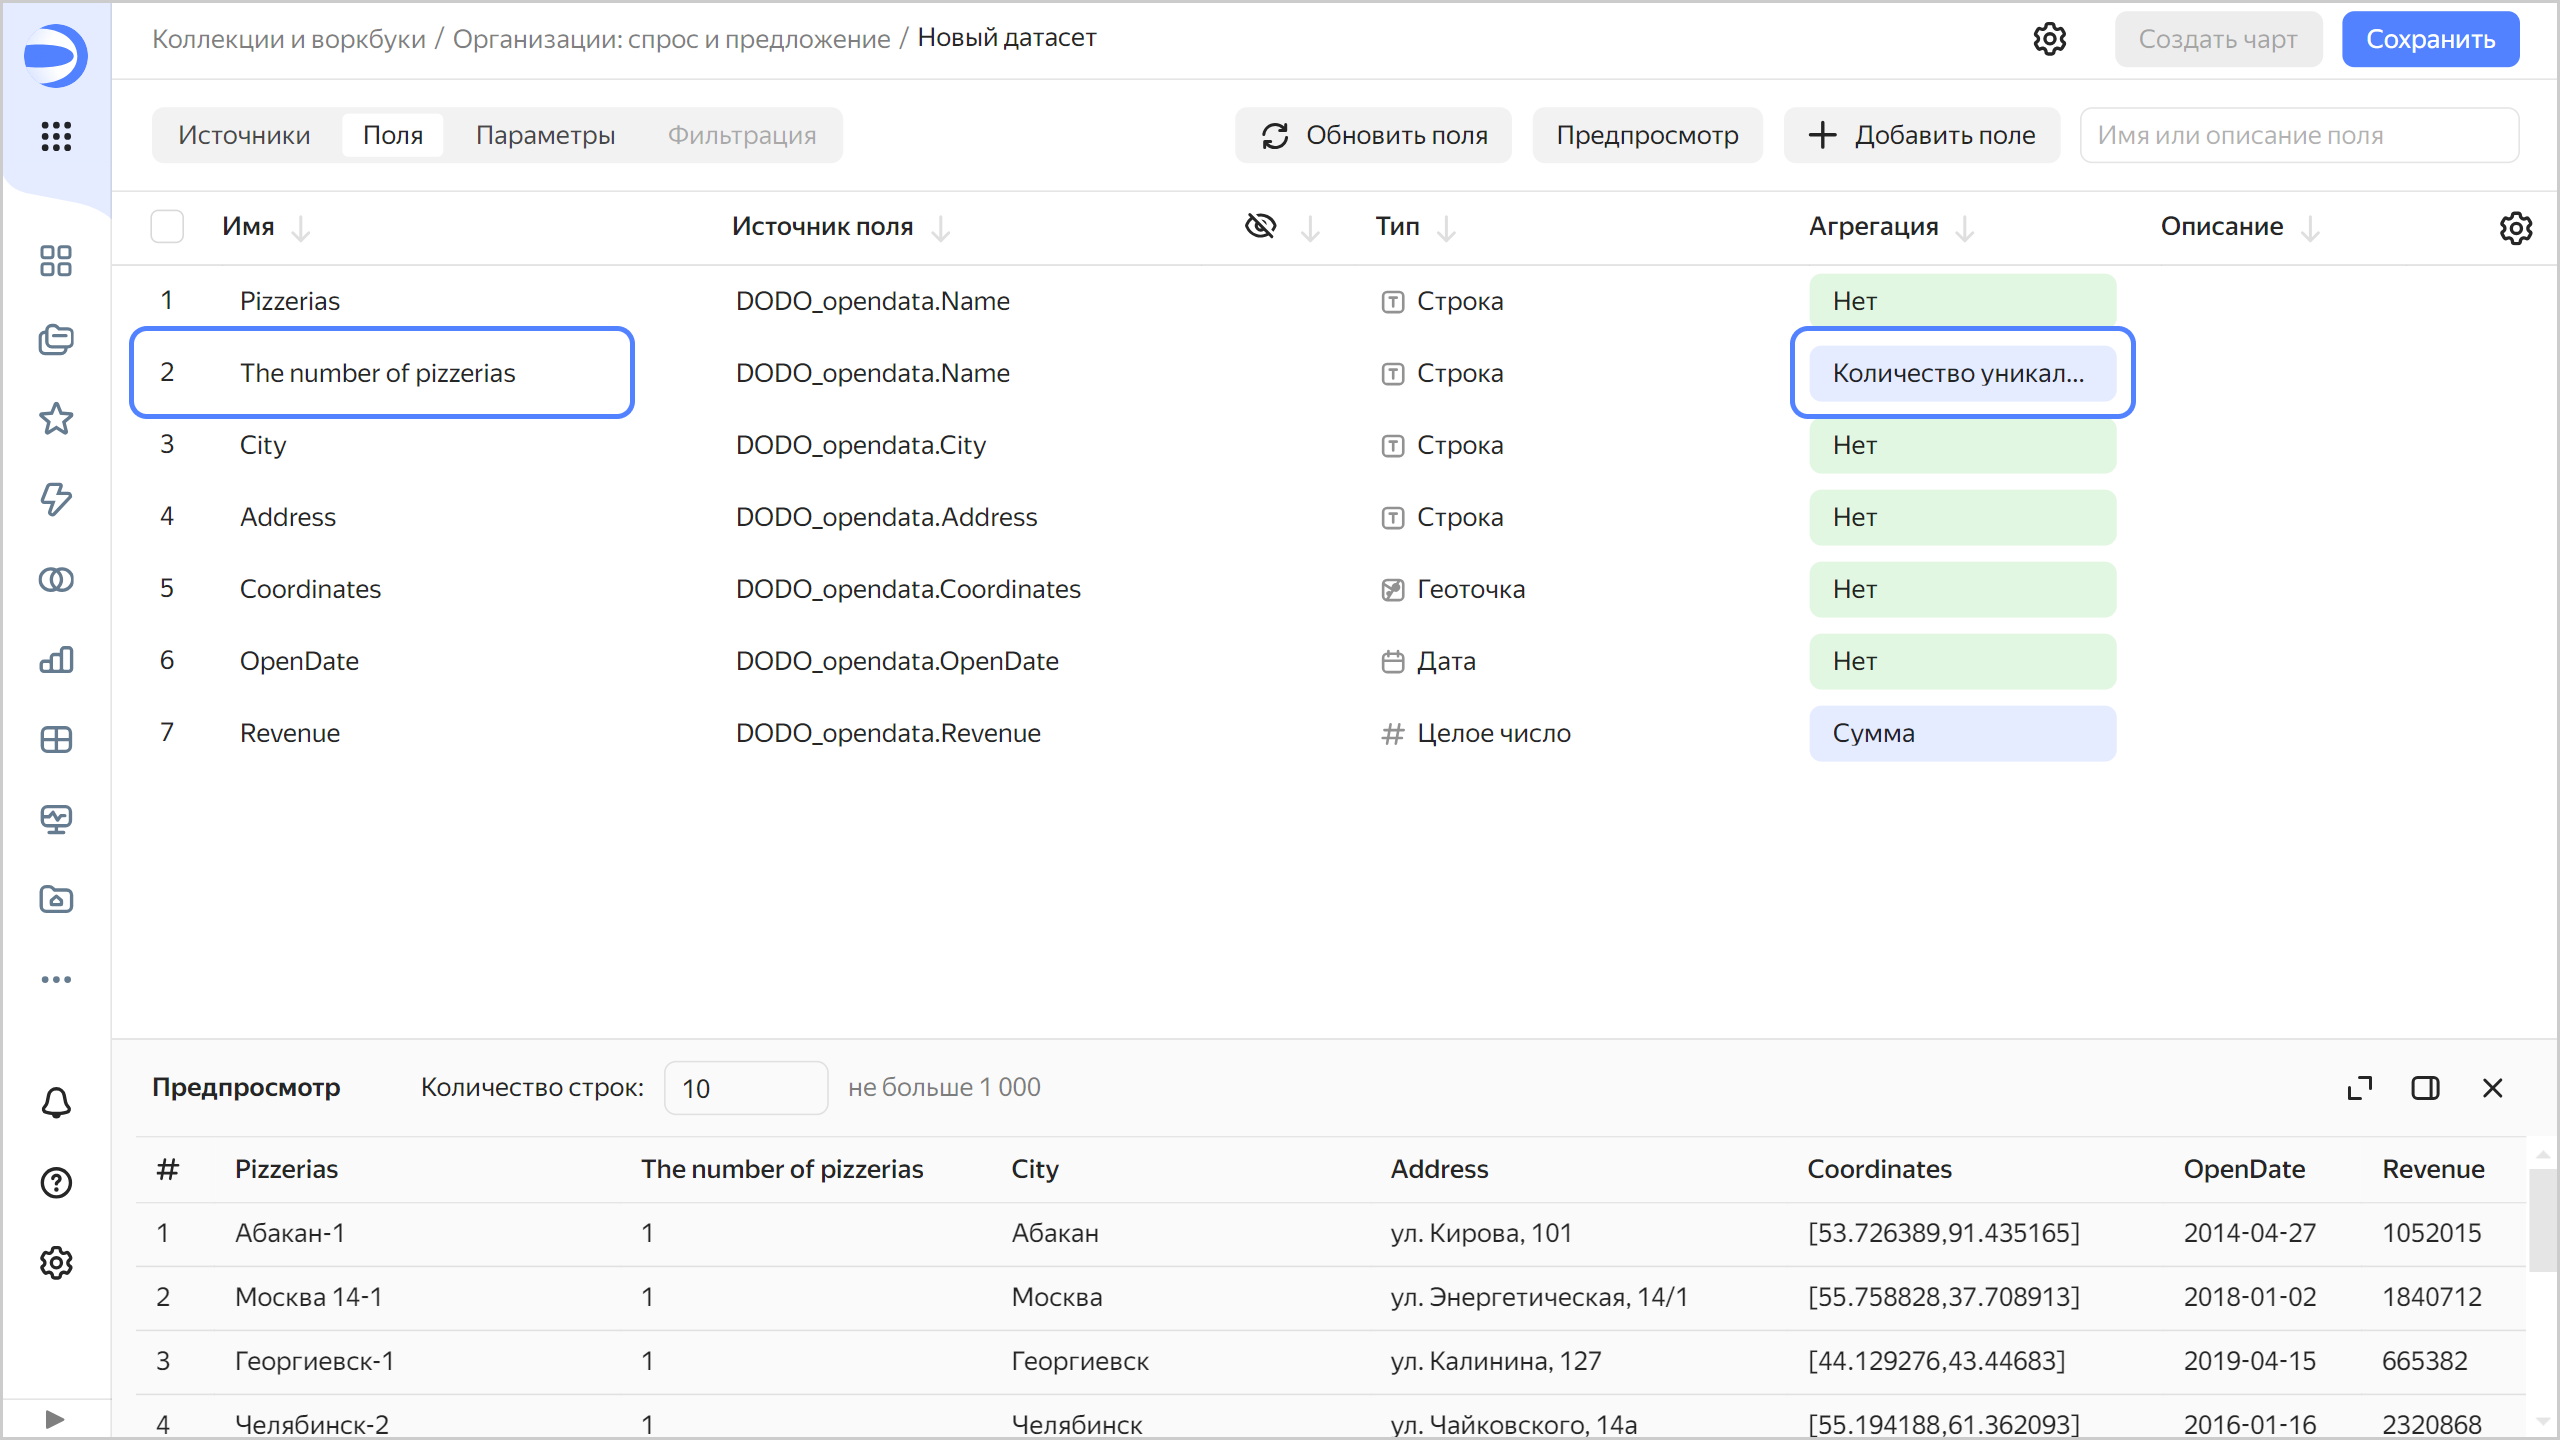 Коллекции и воркбуки / Организации: спрос и предложение / Новый датасет
Создать чарт
Сохранить
Источники Поля Параметры Фильтрация
Обновить поля
Предпросмотр
Добавить поле
Имя или описание поля
Имя Источник поля Тип Агрегация Описание
1 Pizzerias DODO_opendata.Name Строка Нет
2 The number of pizzerias DODO_opendata.Name Строка Количество уникал...
3 City DODO_opendata.City Строка Нет
4 Address DODO_opendata.Address Строка Нет
5 Coordinates DODO_opendata.Coordinates Геоточка Нет
6 OpenDate DODO_opendata.OpenDate Дата Нет
7 Revenue DODO_opendata.Revenue # Целое число Сумма
Предпросмотр Количество строк: 10 не больше 1 000
# Pizzerias The number of pizzerias City Address Coordinates OpenDate Revenue
1 Абакан-1 1 Абакан ул. Кирова, 101 [53.726389,91.435165] 2014-04-27 1052015
2 Москва 14-1 1 Москва ул. Энергетическая, 14/1 [55.758828,37.708913] 2018-01-02 1840712
3 Георгиевск-1 1 Георгиевск ул. Калинина, 127 [44.129276,43.44683] 2019-04-15 665382
4 Челябинск-2 1 Челябинск ул. Чайковского, 14а [55.194188,61.362093] 2016-01-16 2320868